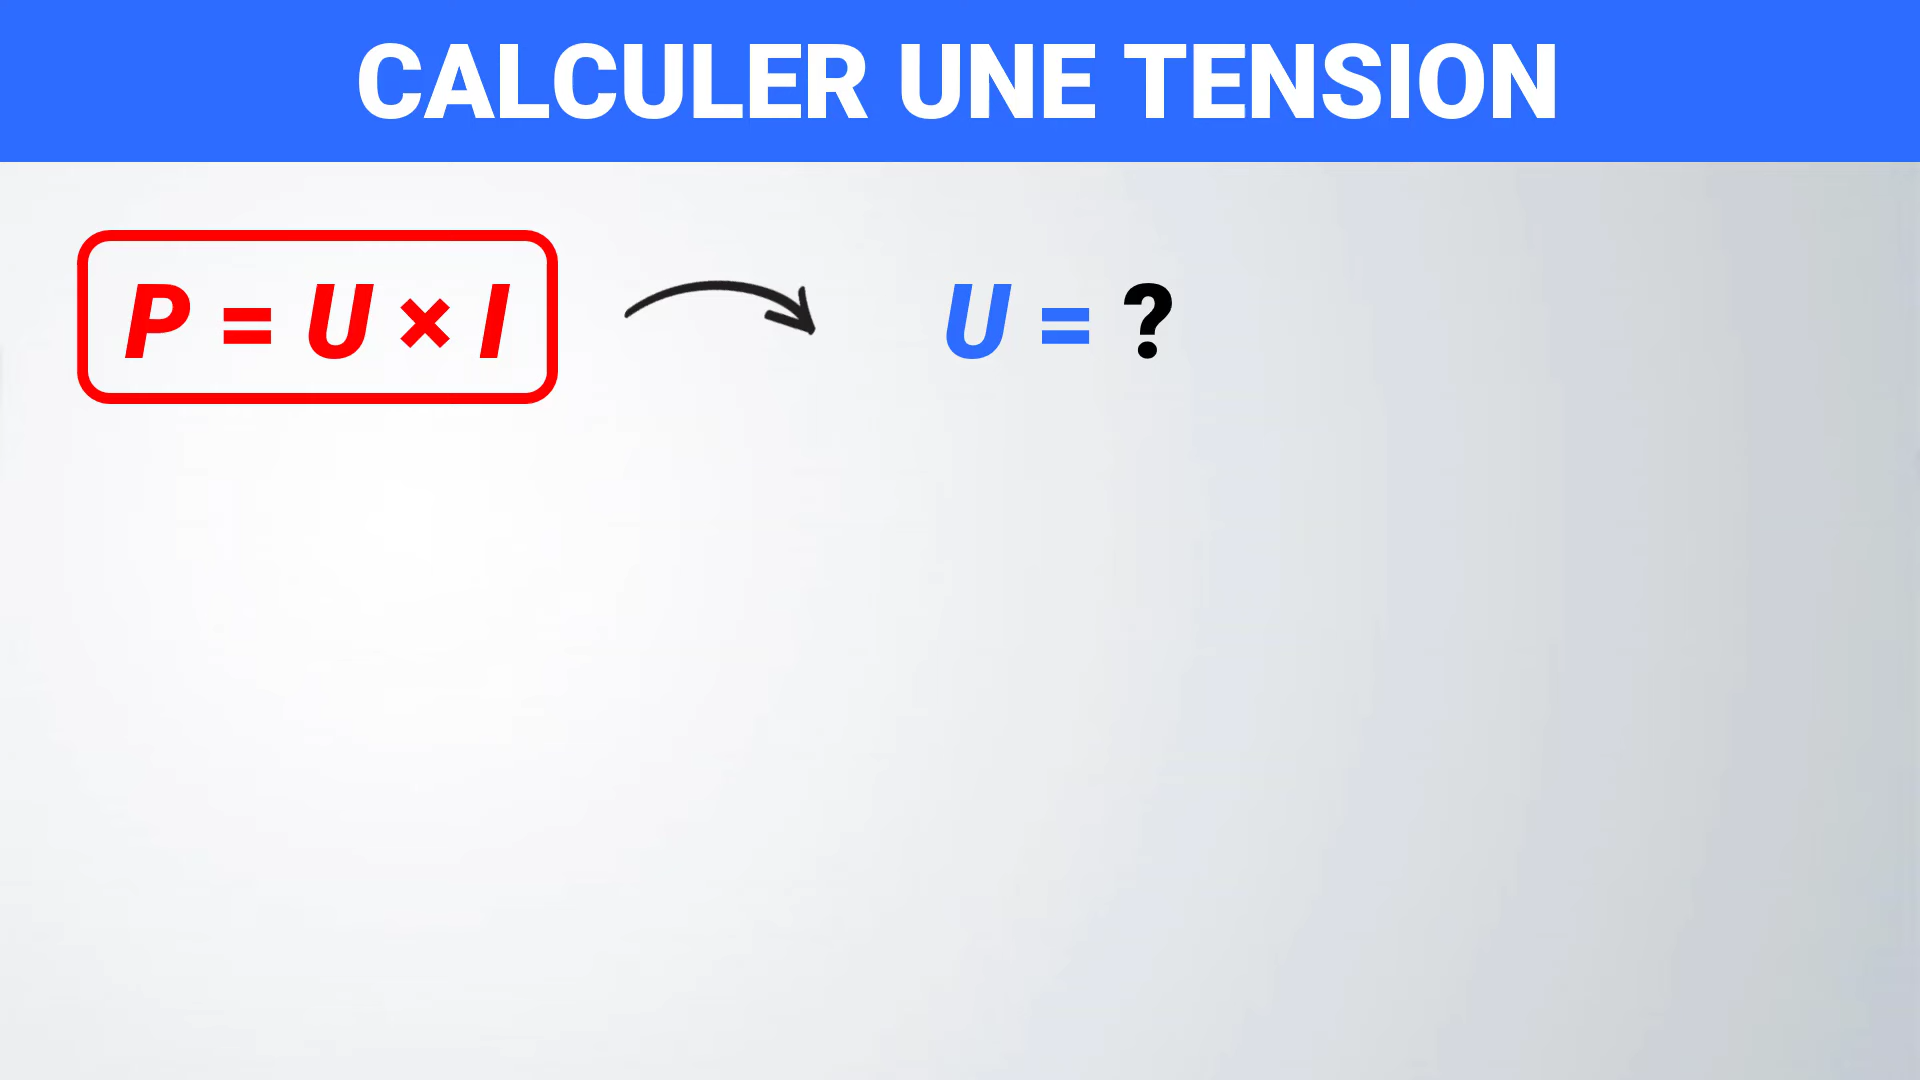 CALCULER UNE TENSION
P = U × I
U = ?